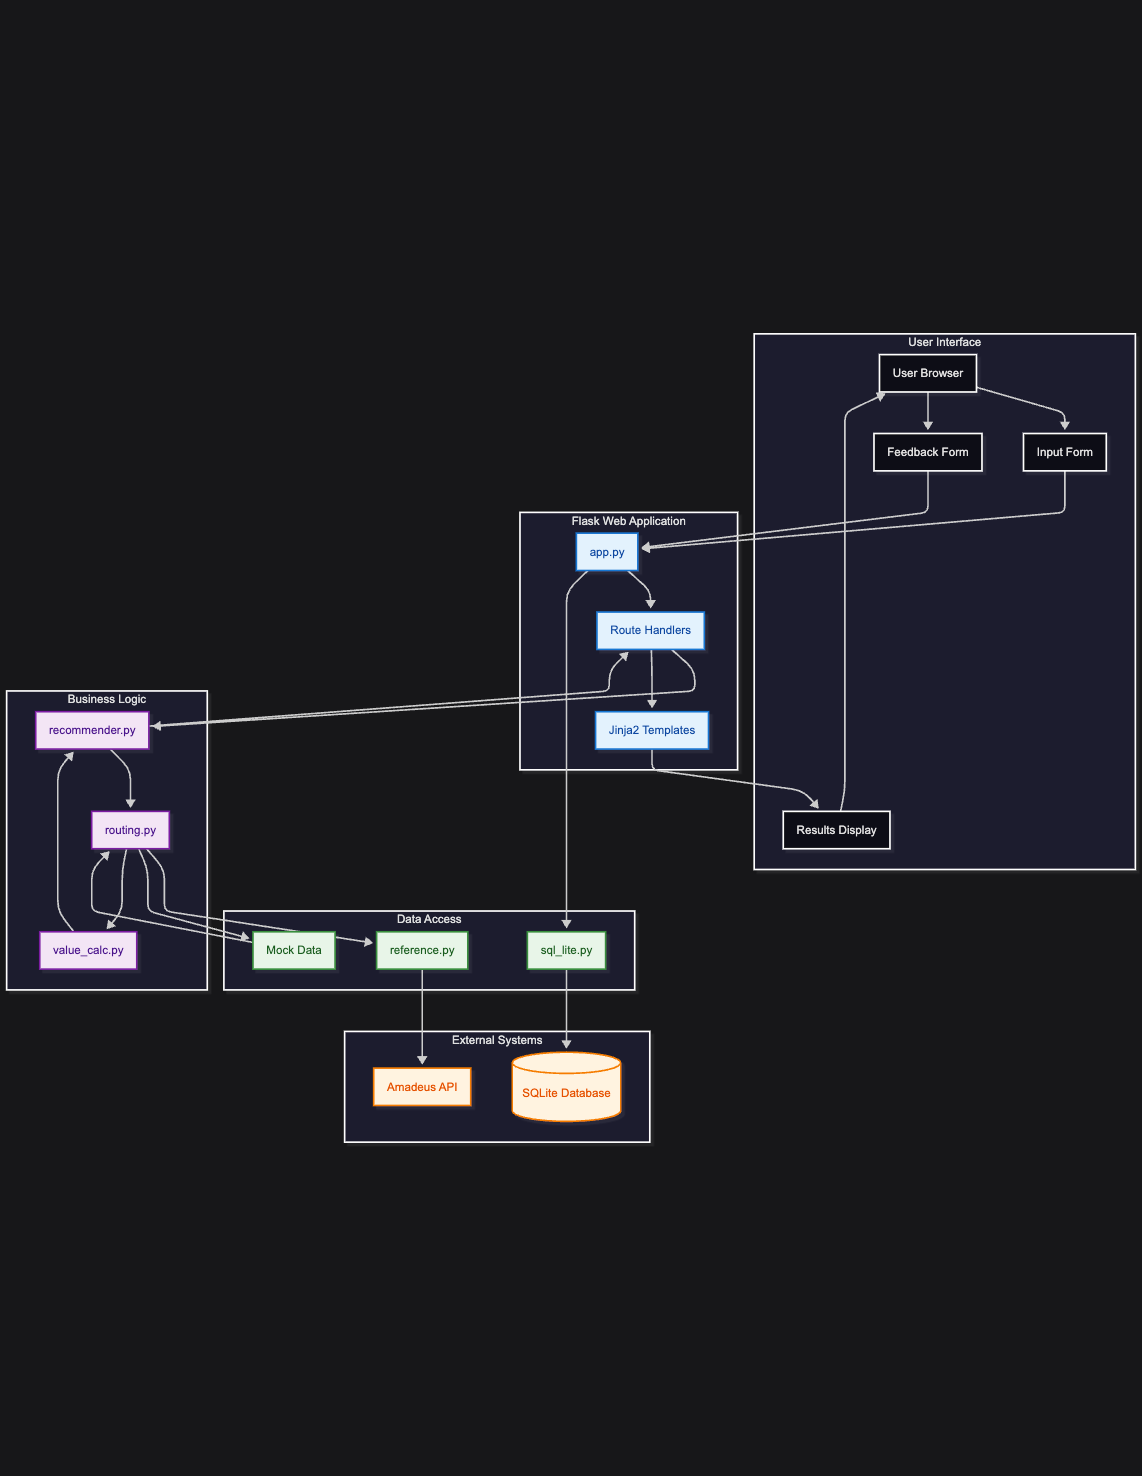 User Interface
User Browser
Feedback Form
Input Form
Flask Web Application
app.py
Route Handlers
Business Logic
recommender.py
Jinja2 Templates
routing.py
Results Display
Data Access
value_calc.py
Mock Data
reference.py
sql_lite.py
External Systems
Amadeus API
SQLite Database